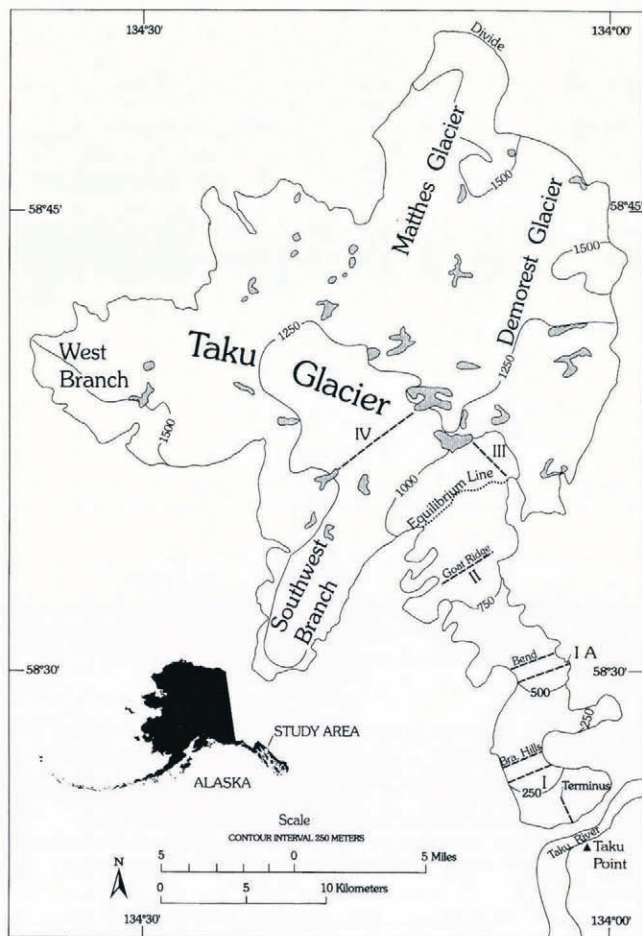 134°30'
134°00'
Divide
58°45'
58°45'
Matthes Glacier
1500
1500
Demorest Glacier
1250
1250
West
Branch
Taku
Glacier
1500
IV
III
1000
Equilibrium Line
Southwest
Branch
Goat Ridge
II
750
58°30'
58°30'
Bend
I A
500
250
Bra. Hills
I
250
Terminus
STUDY AREA
ALASKA
Taku River
Taku
Point
Scale
CONTOUR INTERVAL 250 METERS
N
5
0
5 Miles
0
5
10 Kilometers
134°30'
134°00'